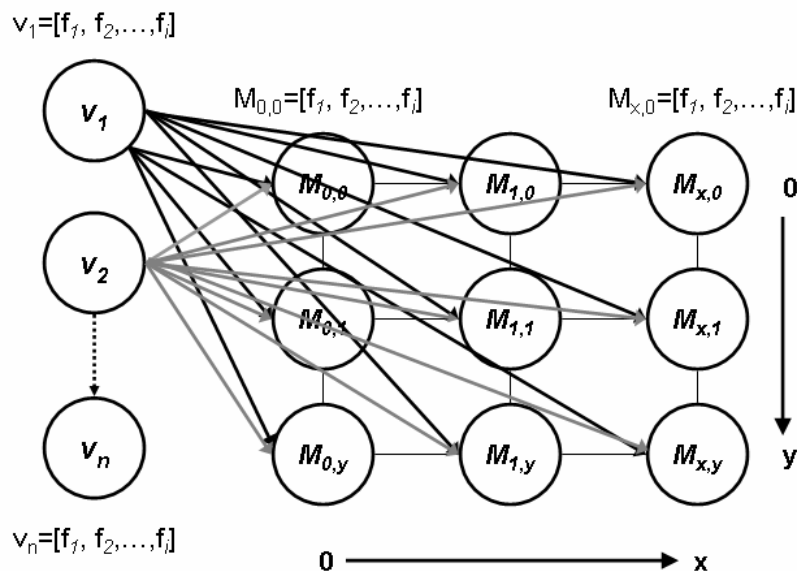 v₁=[f₁, f₂,...,fᵢ]
v₁
M₀,₀=[f₁, f₂,...,fᵢ]
Mₓ,₀=[f₁, f₂,...,fᵢ]
M₀,₀
M₁,₀
Mₓ,₀
0
v₂
M₀,₁
M₁,₁
Mₓ,₁
vₙ
M₀,y
M₁,y
Mₓ,y
y
vₙ=[f₁, f₂,...,fᵢ]
0
x